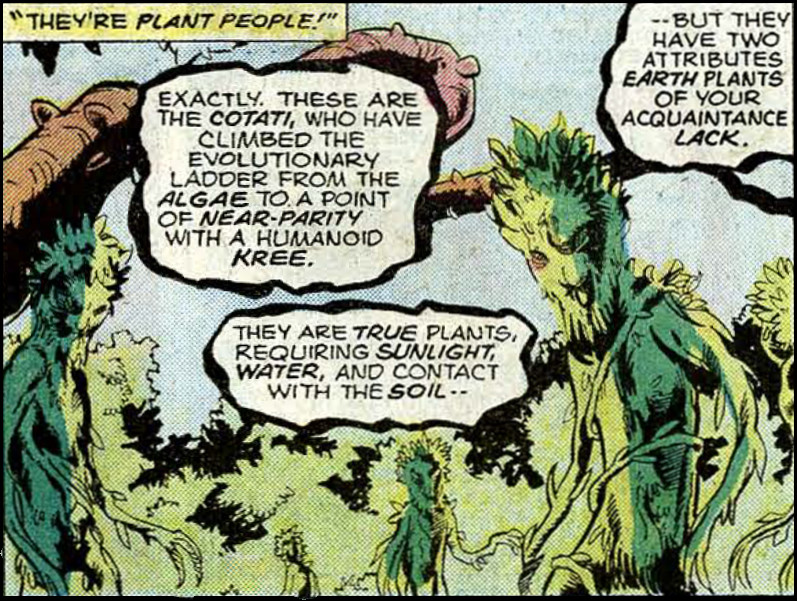 "THEY'RE PLANT PEOPLE!"
EXACTLY. THESE ARE
THE COTATI, WHO HAVE
CLIMBED THE
EVOLUTIONARY
LADDER FROM THE
ALGAE TO A POINT
OF NEAR-PARITY
WITH A HUMANOID
KREE.
THEY ARE TRUE PLANTS,
REQUIRING SUNLIGHT,
WATER, AND CONTACT
WITH THE SOIL--
--BUT THEY
HAVE TWO
ATTRIBUTES
EARTH PLANTS
OF YOUR
ACQUAINTANCE
LACK.